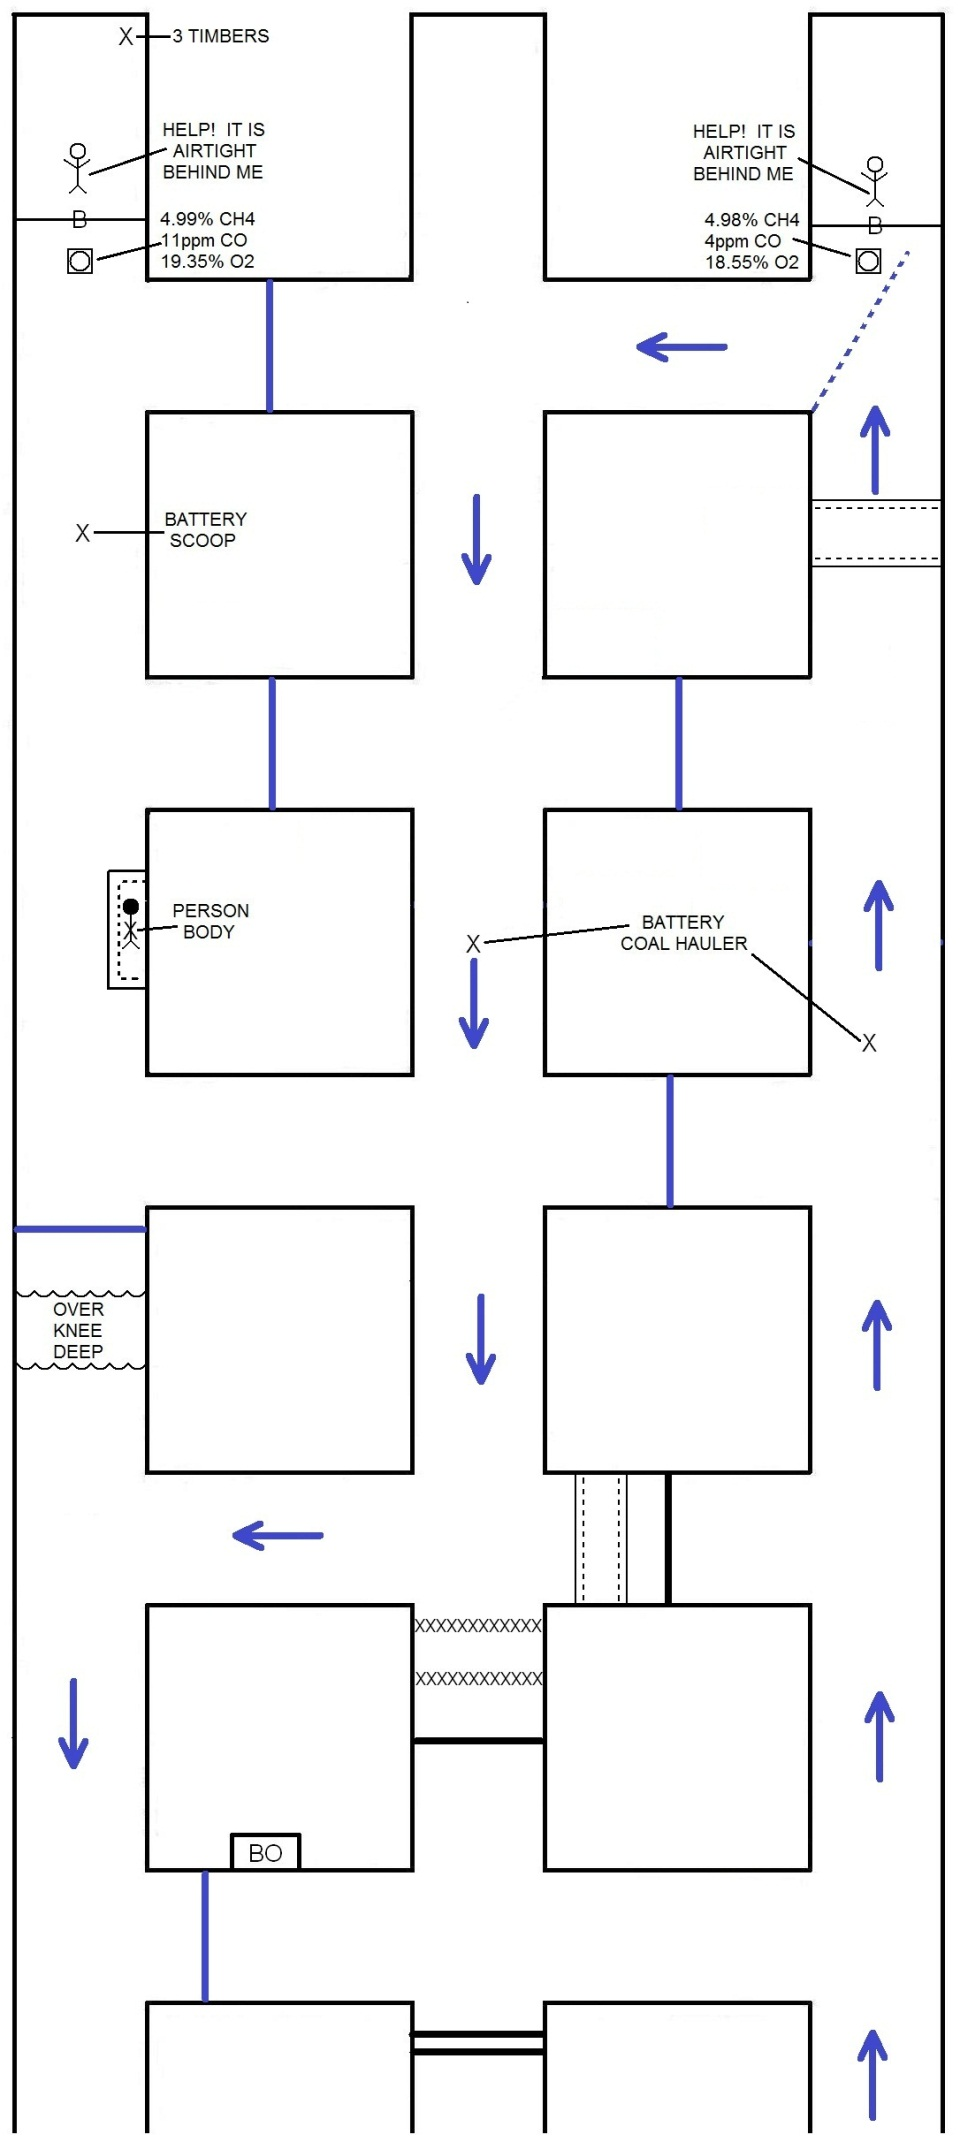 X
3 TIMBERS
HELP!  IT IS
AIRTIGHT
BEHIND ME
HELP!  IT IS
AIRTIGHT
BEHIND ME
B
4.99% CH4
11ppm CO
19.35% O2
4.98% CH4
4ppm CO
18.55% O2
B
X
BATTERY
SCOOP
PERSON
BODY
X
X
BATTERY
COAL HAULER
X
OVER
KNEE
DEEP
XXXXXXXXXXXX
XXXXXXXXXXXX
BO